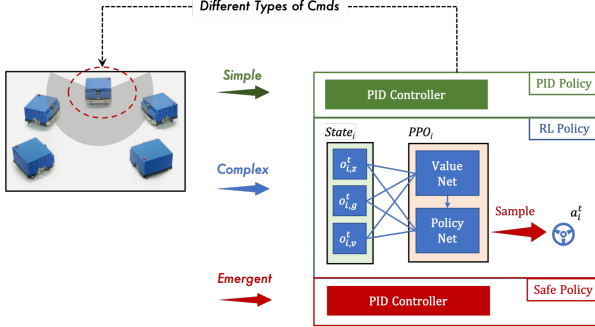 Different Types of Cmds
Simple
PID Policy
PID Controller
RL Policy
State_i
PPO_i
Complex
o^t_{i,z}
o^t_{i,g}
o^t_{i,v}
Value
Net
Policy
Net
Sample
a^t_i
Emergent
Safe Policy
PID Controller